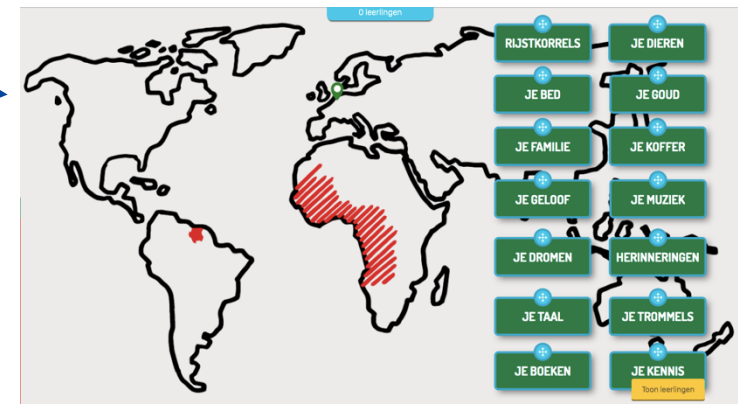 0 leerlingen
RIJSTKORRELS
JE DIEREN
JE BED
JE GOUD
JE FAMILIE
JE KOFFER
JE GELOOF
JE MUZIEK
JE DROMEN
HERINNERINGEN
JE TAAL
JE TROMMELS
JE BOEKEN
JE KENNIS
Toon leerlingen